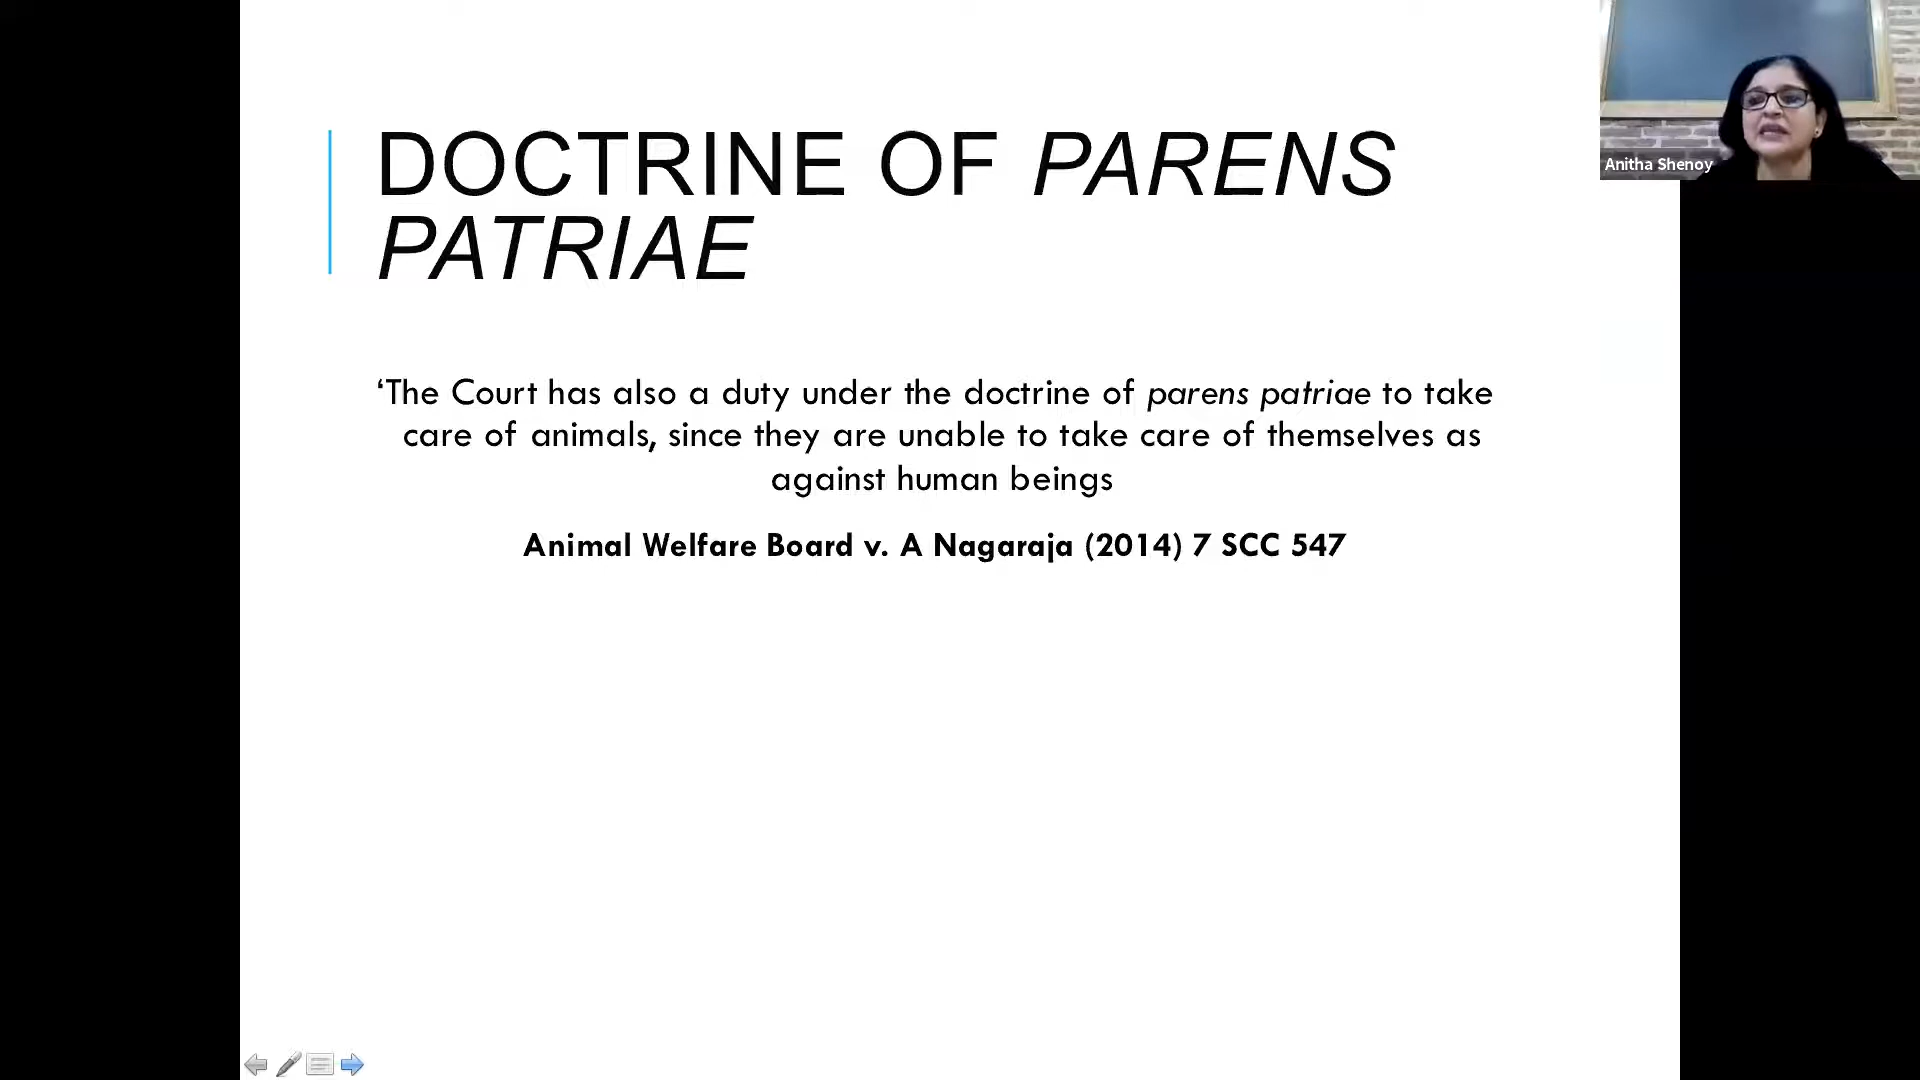 DOCTRINE OF PARENS
PATRIAE
‘The Court has also a duty under the doctrine of parens patriae to take
care of animals, since they are unable to take care of themselves as
against human beings
Animal Welfare Board v. A Nagaraja (2014) 7 SCC 547
Anitha Shenoy